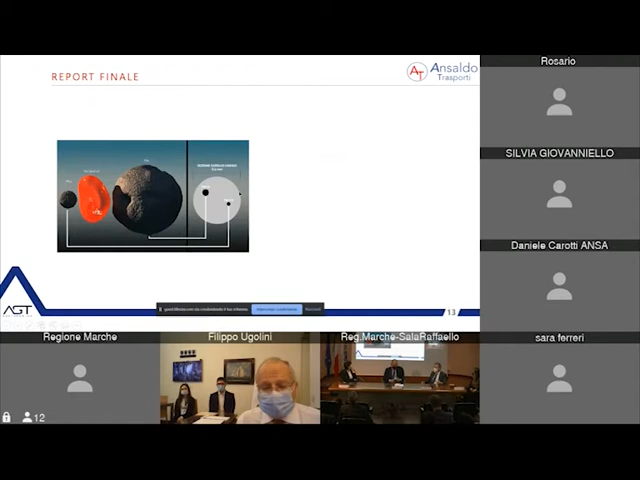 REPORT FINALE
Ansaldo
Trasporti
AGT
13
Rosario
SILVIA GIOVANNIELLO
Daniele Carotti ANSA
Regione Marche
Filippo Ugolini
Reg.Marche-SalaRaffaello
sara ferreri
12